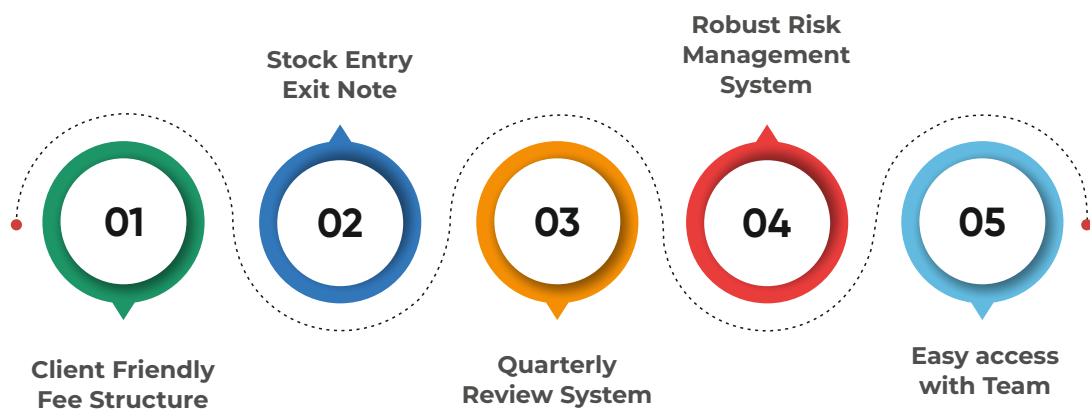 01
Client Friendly
Fee Structure
Stock Entry
Exit Note
02
03
Quarterly
Review System
Robust Risk
Management
System
04
05
Easy access
with Team